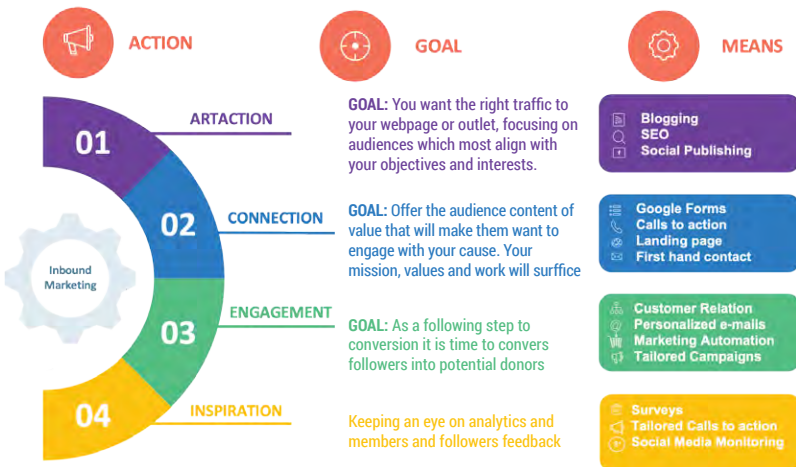 ACTION
GOAL
MEANS
01
ARTACTION
GOAL: You want the right traffic to
your webpage or outlet, focusing on
audiences which most align with
your objectives and interests.
Blogging
SEO
Social Publishing
02
CONNECTION
GOAL: Offer the audience content of
value that will make them want to
engage with your cause. Your
mission, values and work will surffice
Google Forms
Calls to action
Landing page
First hand contact
Inbound
Marketing
03
ENGAGEMENT
GOAL: As a following step to
conversion it is time to convers
followers into potential donors
Customer Relation
Personalized e-mails
Marketing Automation
Tailored Campaigns
04
INSPIRATION
Keeping an eye on analytics and
members and followers feedback
Surveys
Tailored Calls to action
Social Media Monitoring